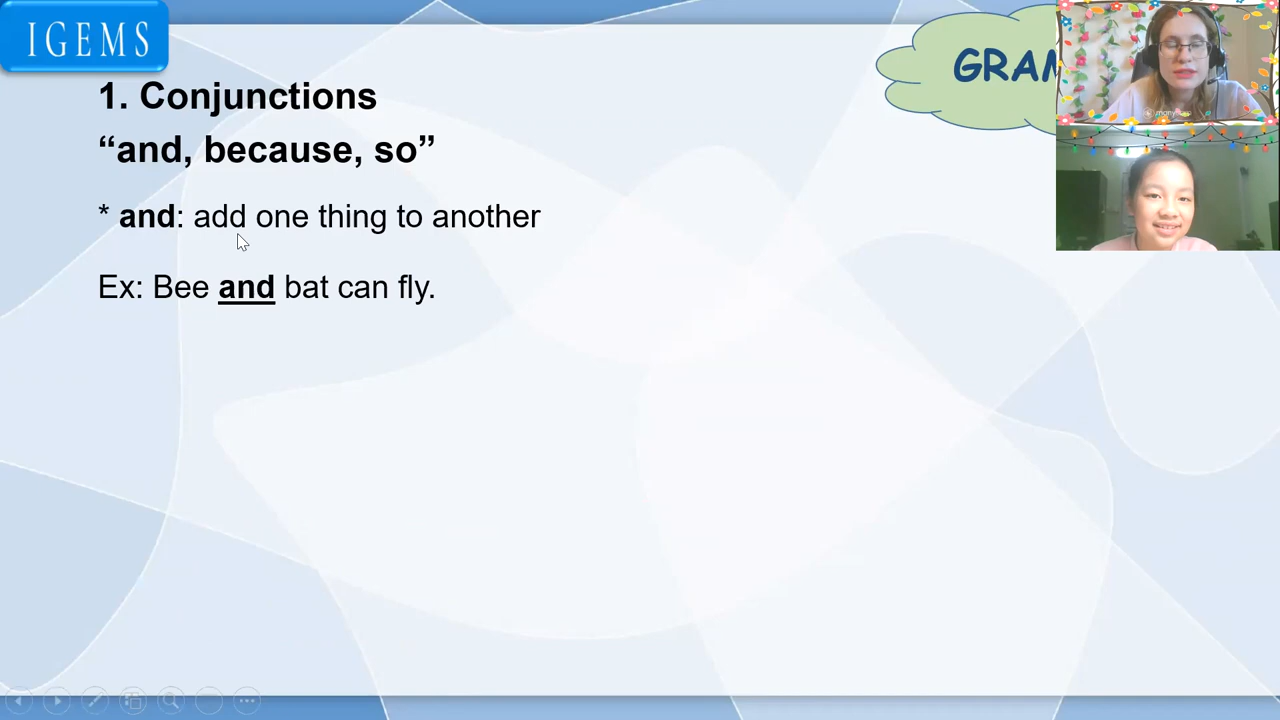 IGEMS
GRAM
1. Conjunctions
“and, because, so”
* and: add one thing to another
Ex: Bee and bat can fly.